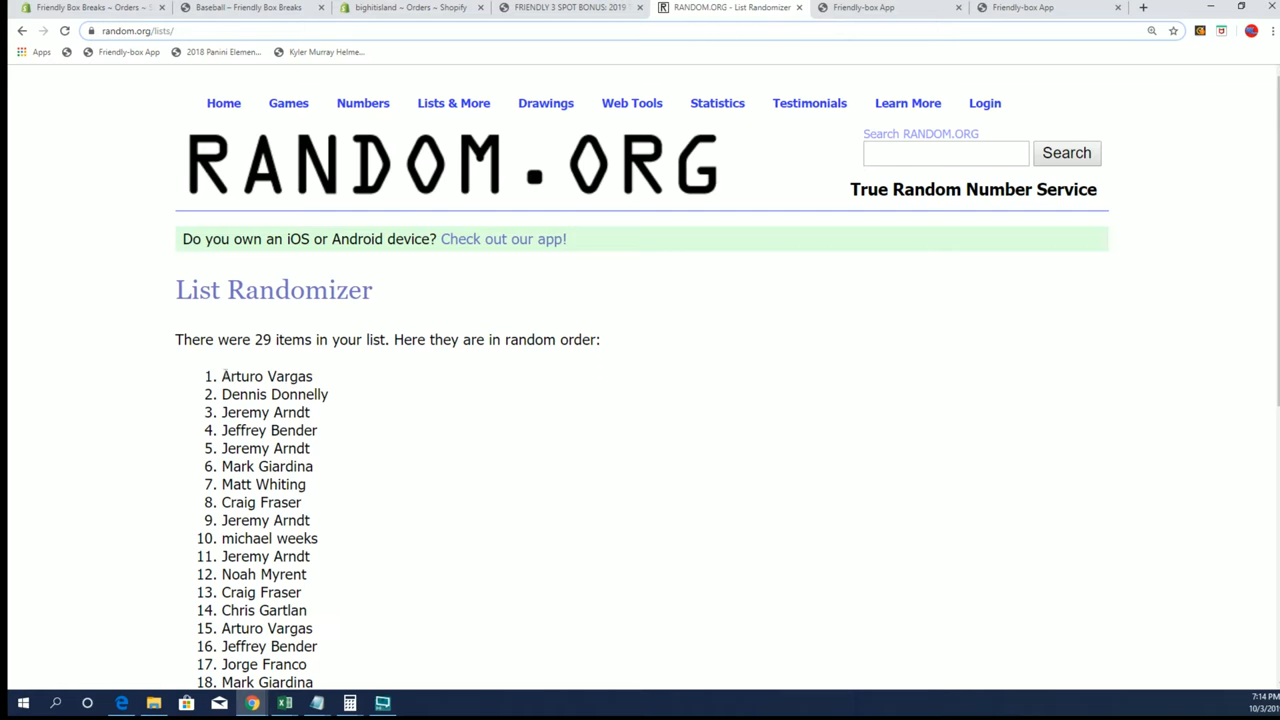 Friendly Box Breaks ~ Orders ~ S
Baseball – Friendly Box Breaks
bighitisland ~ Orders ~ Shopify
FRIENDLY 3 SPOT BONUS: 2019
RANDOM.ORG - List Randomizer
Friendly-box App
Friendly-box App
random.org/lists/
Apps
Friendly-box App
2018 Panini Elemen...
Kyler Murray Helme...
Home
Games
Numbers
Lists & More
Drawings
Web Tools
Statistics
Testimonials
Learn More
Login
RANDOM.ORG
Search RANDOM.ORG
Search
True Random Number Service
Do you own an iOS or Android device? Check out our app!
List Randomizer
There were 29 items in your list. Here they are in random order:
1. Arturo Vargas
2. Dennis Donnelly
3. Jeremy Arndt
4. Jeffrey Bender
5. Jeremy Arndt
6. Mark Giardina
7. Matt Whiting
8. Craig Fraser
9. Jeremy Arndt
10. michael weeks
11. Jeremy Arndt
12. Noah Myrent
13. Craig Fraser
14. Chris Gartlan
15. Arturo Vargas
16. Jeffrey Bender
17. Jorge Franco
18. Mark Giardina
7:14 PM
10/3/20